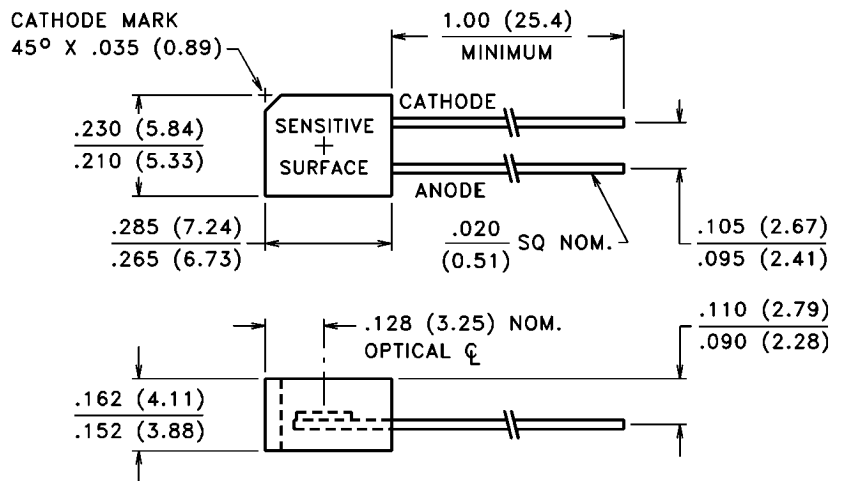 CATHODE MARK
45° X .035 (0.89)
1.00 (25.4)
MINIMUM
CATHODE
.230 (5.84)
.210 (5.33)
SENSITIVE
SURFACE
ANODE
.285 (7.24)
.265 (6.73)
.020
(0.51)
SQ NOM.
.105 (2.67)
.095 (2.41)
.128 (3.25) NOM.
OPTICAL ℄
.110 (2.79)
.090 (2.28)
.162 (4.11)
.152 (3.88)